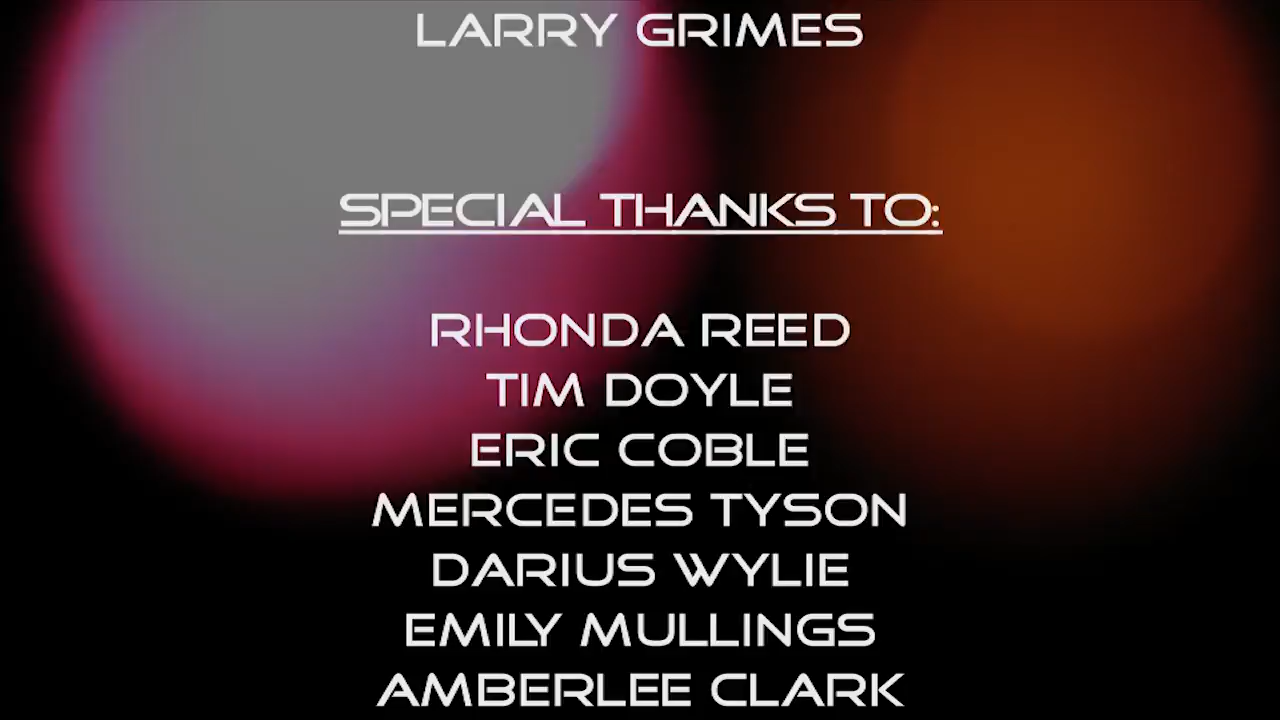 LARRY GRIMES
SPECIAL THANKS TO:
RHONDA REED
TIM DOYLE
ERIC COBLE
MERCEDES TYSON
DARIUS WYLIE
EMILY MULLINGS
AMBERLEE CLARK